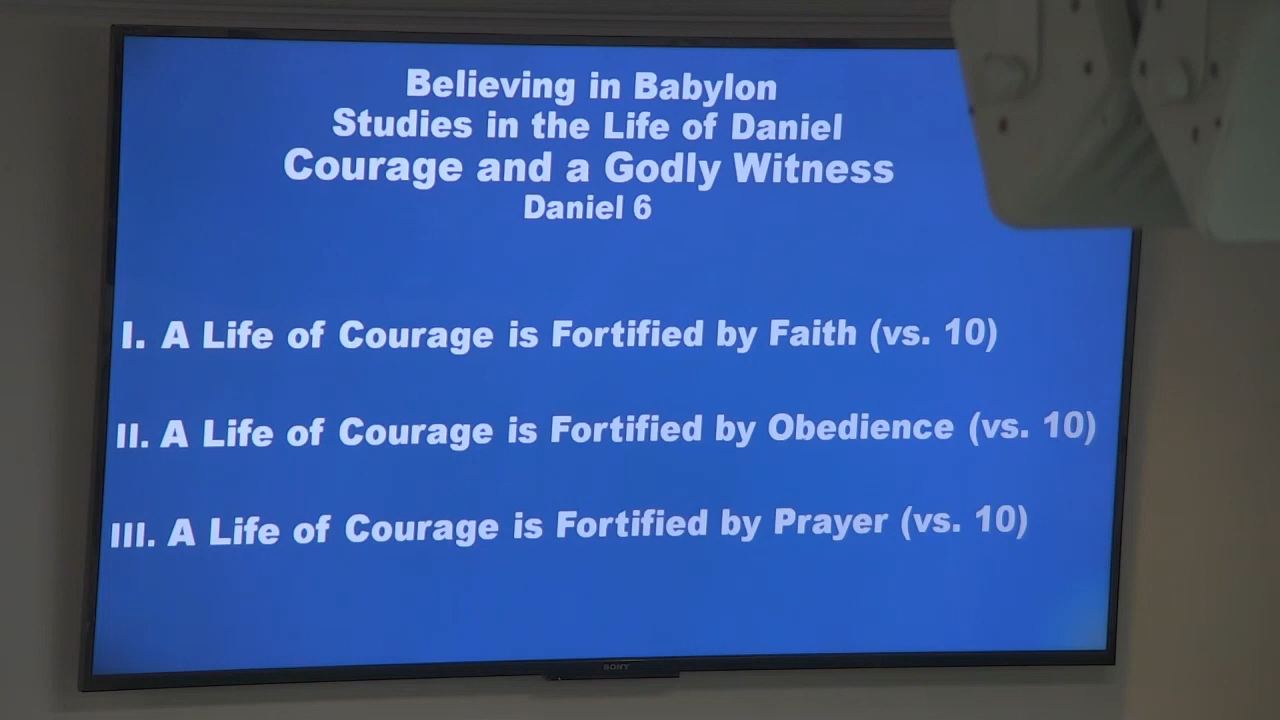 Believing in Babylon
Studies in the Life of Daniel
Courage and a Godly Witness
Daniel 6
I. A Life of Courage is Fortified by Faith (vs. 10)
II. A Life of Courage is Fortified by Obedience (vs. 10)
III. A Life of Courage is Fortified by Prayer (vs. 10)
SONY